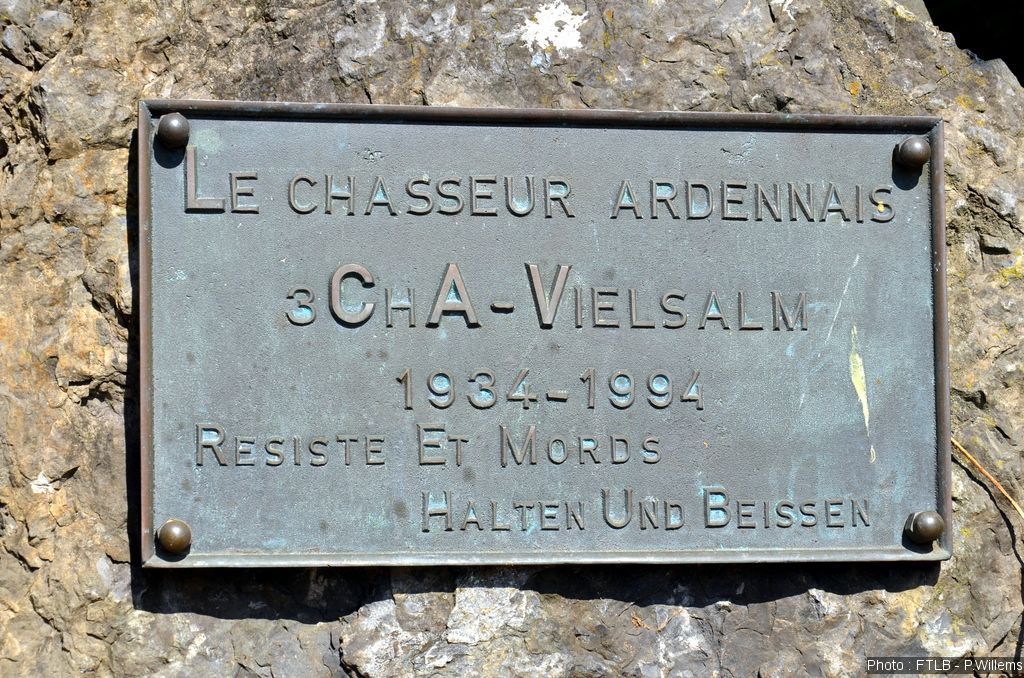 LE CHASSEUR ARDENNAIS
3CHA-VIELSALM
1934-1994
RESISTE ET MORDS
HALTEN UND BEISSEN
Photo : FTLB - P.Willems